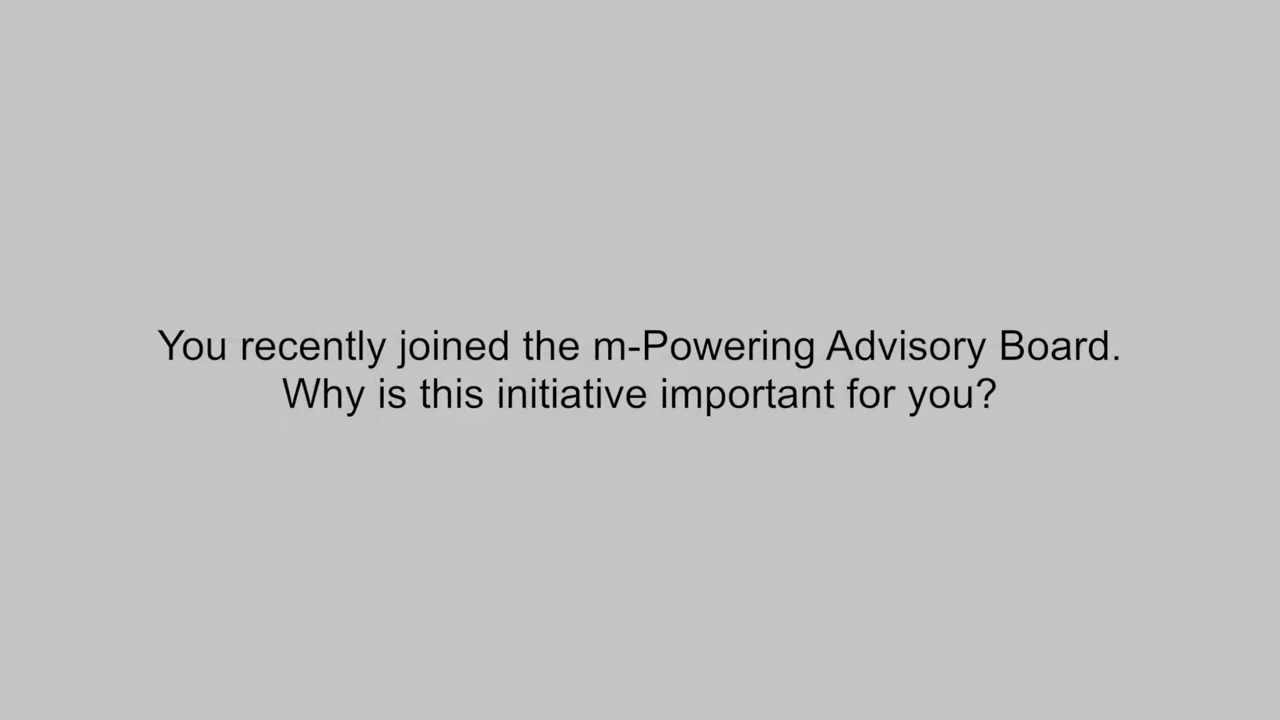 You recently joined the m-Powering Advisory Board.
Why is this initiative important for you?